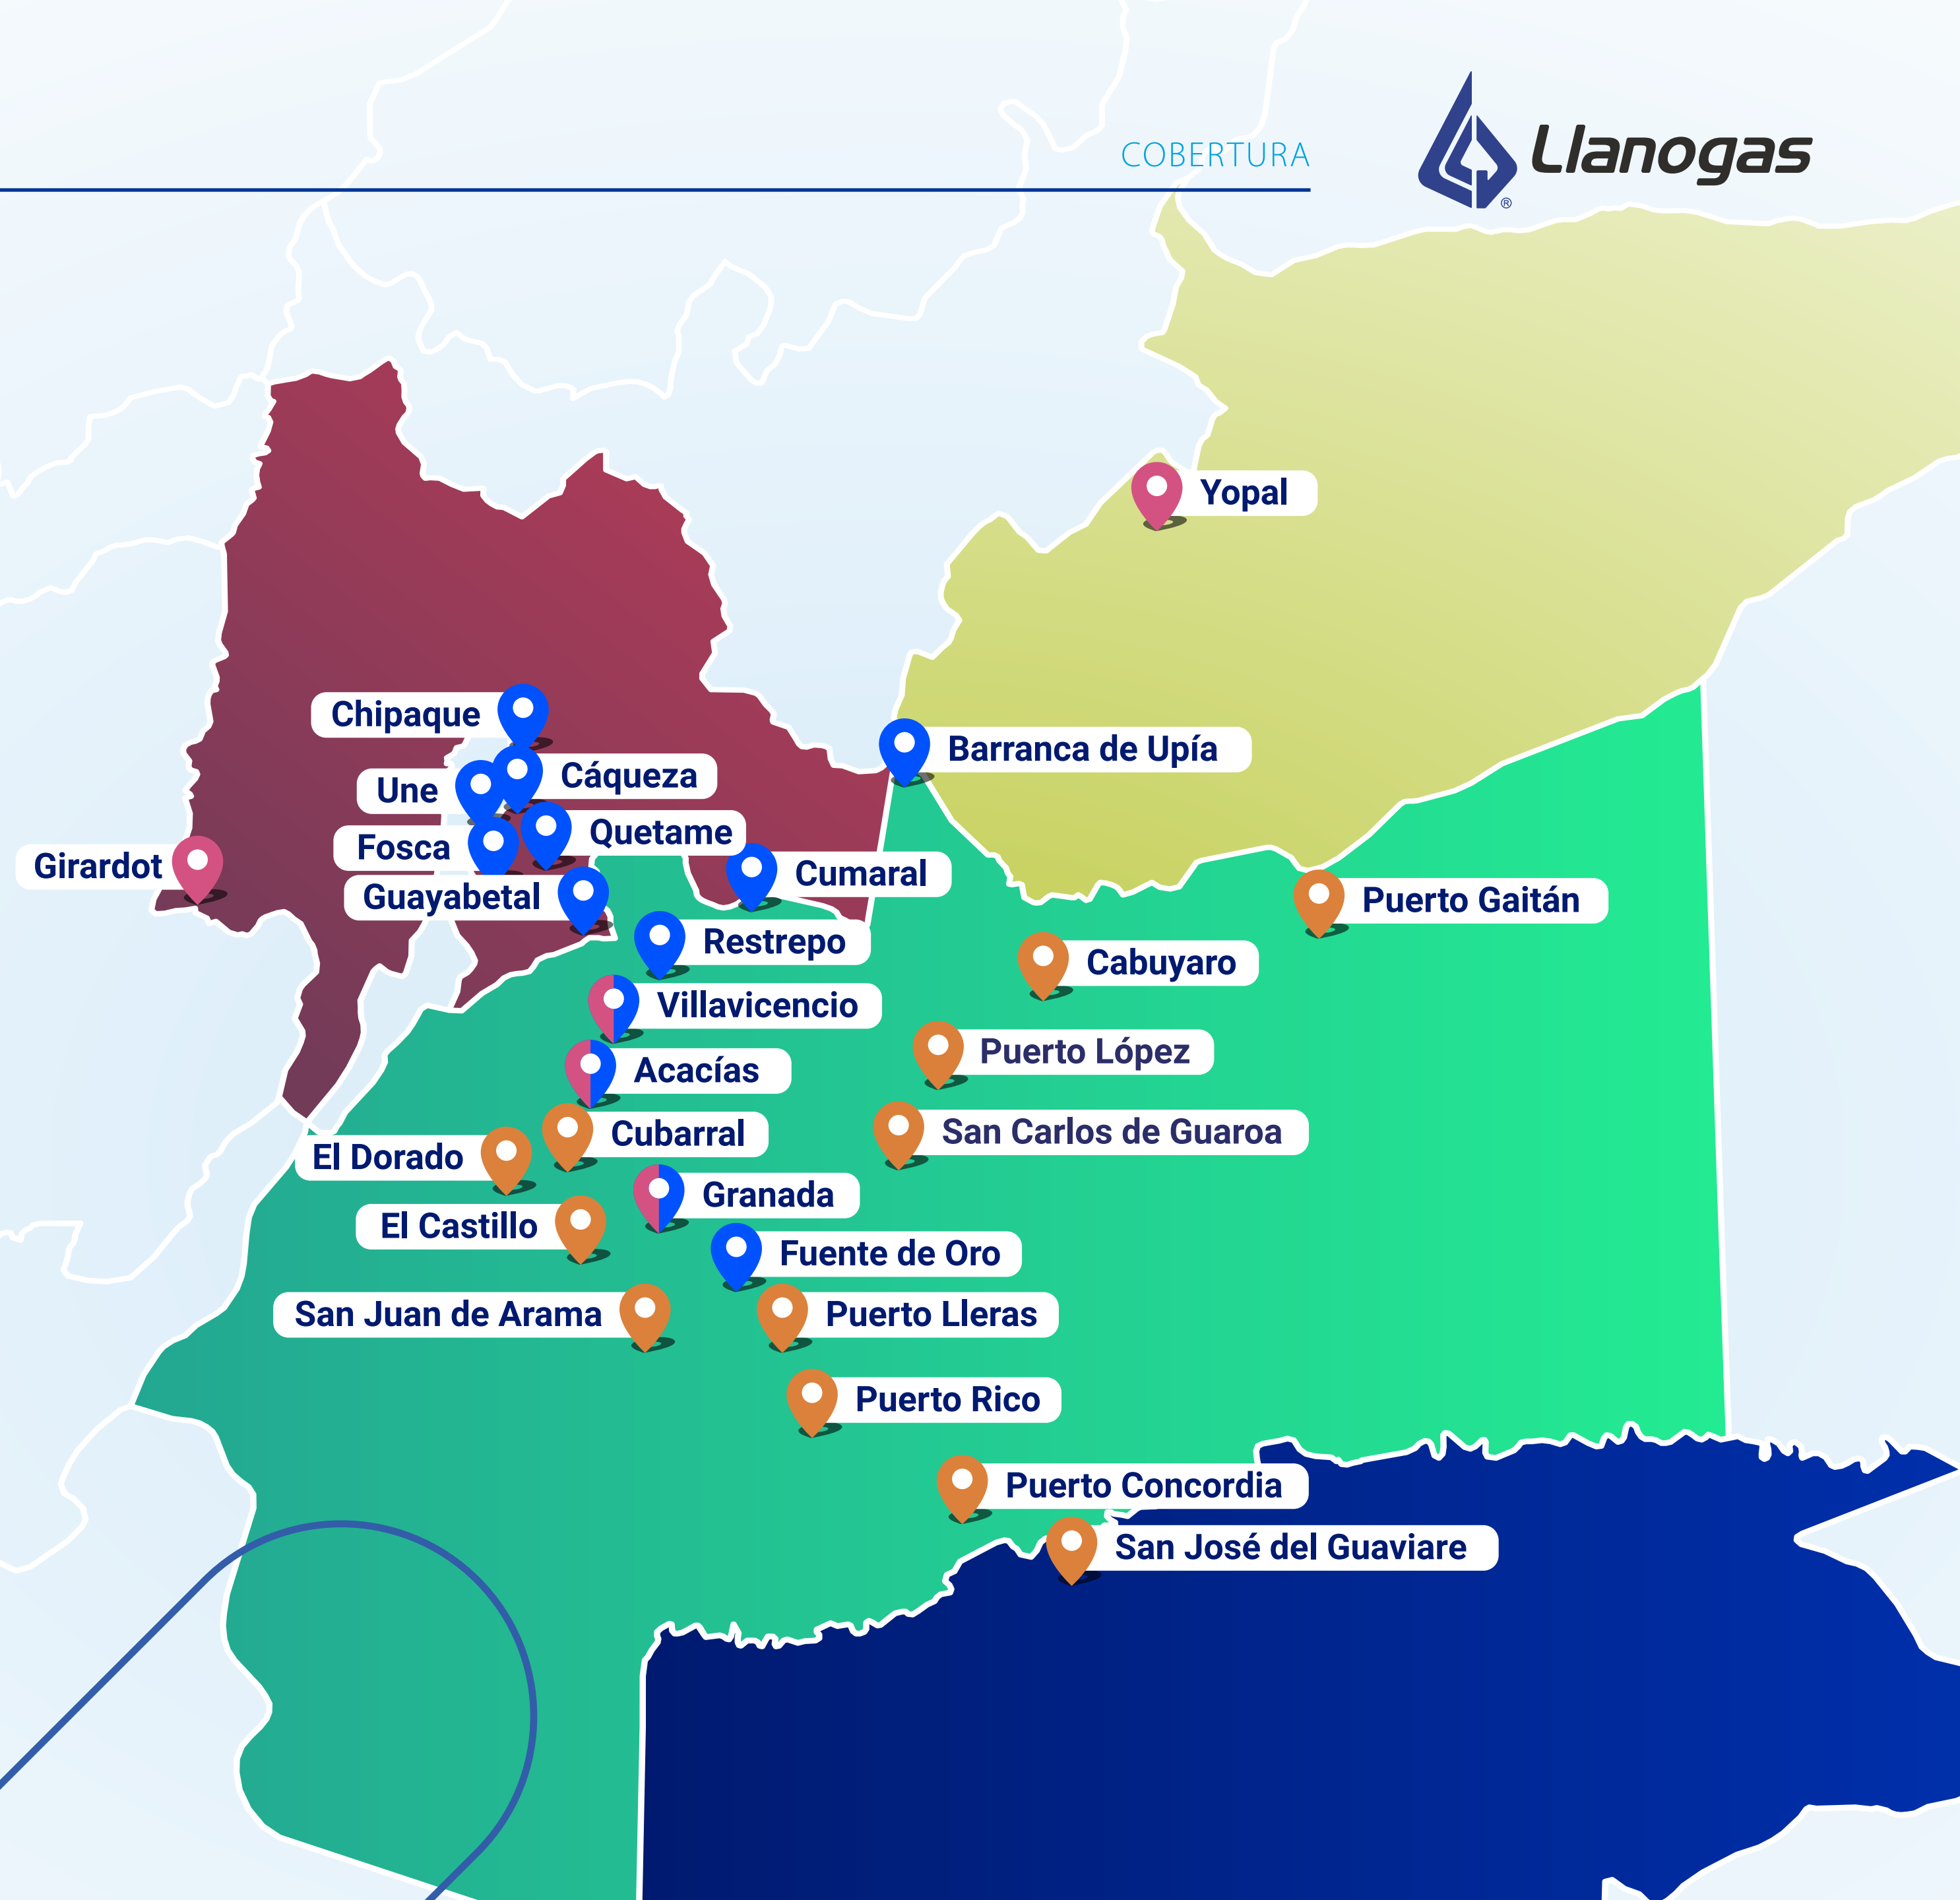 COBERTURA
Llanogas
®
Yopal
Chipaque
Barranca de Upía
Cáqueza
Une
Quetame
Fosca
Girardot
Cumaral
Guayabetal
Puerto Gaitán
Restrepo
Cabuyaro
Villavicencio
Puerto López
Acacías
San Carlos de Guaroa
Cubarral
El Dorado
Granada
El Castillo
Fuente de Oro
San Juan de Arama
Puerto Lleras
Puerto Rico
Puerto Concordia
San José del Guaviare